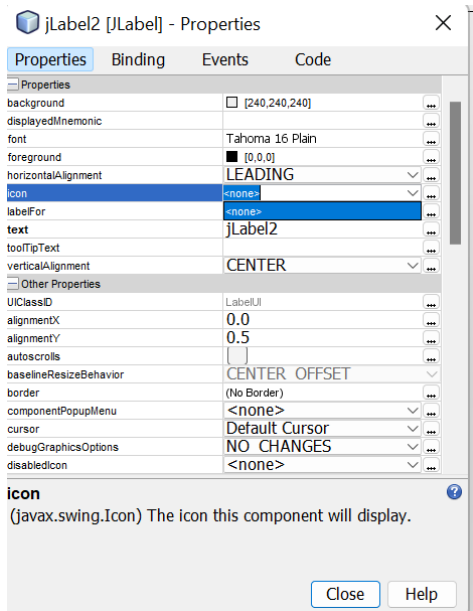 jLabel2 [JLabel] - Properties
Properties Binding Events Code
Properties
background [240,240,240] ...
displayedMnemonic ...
font Tahoma 16 Plain ...
foreground [0,0,0] ...
horizontalAlignment LEADING ...
icon <none> ...
labelFor <none> ...
text jLabel2 ...
toolTipText ...
verticalAlignment CENTER ...
Other Properties
UIClassID LabelUI ...
alignmentX 0.0 ...
alignmentY 0.5 ...
autoscrolls ...
baselineResizeBehavior CENTER_OFFSET
border (No Border) ...
componentPopupMenu <none> ...
cursor Default Cursor ...
debugGraphicsOptions NO_CHANGES ...
disabledIcon <none> ...
icon ?
(javax.swing.Icon) The icon this component will display.
Close Help